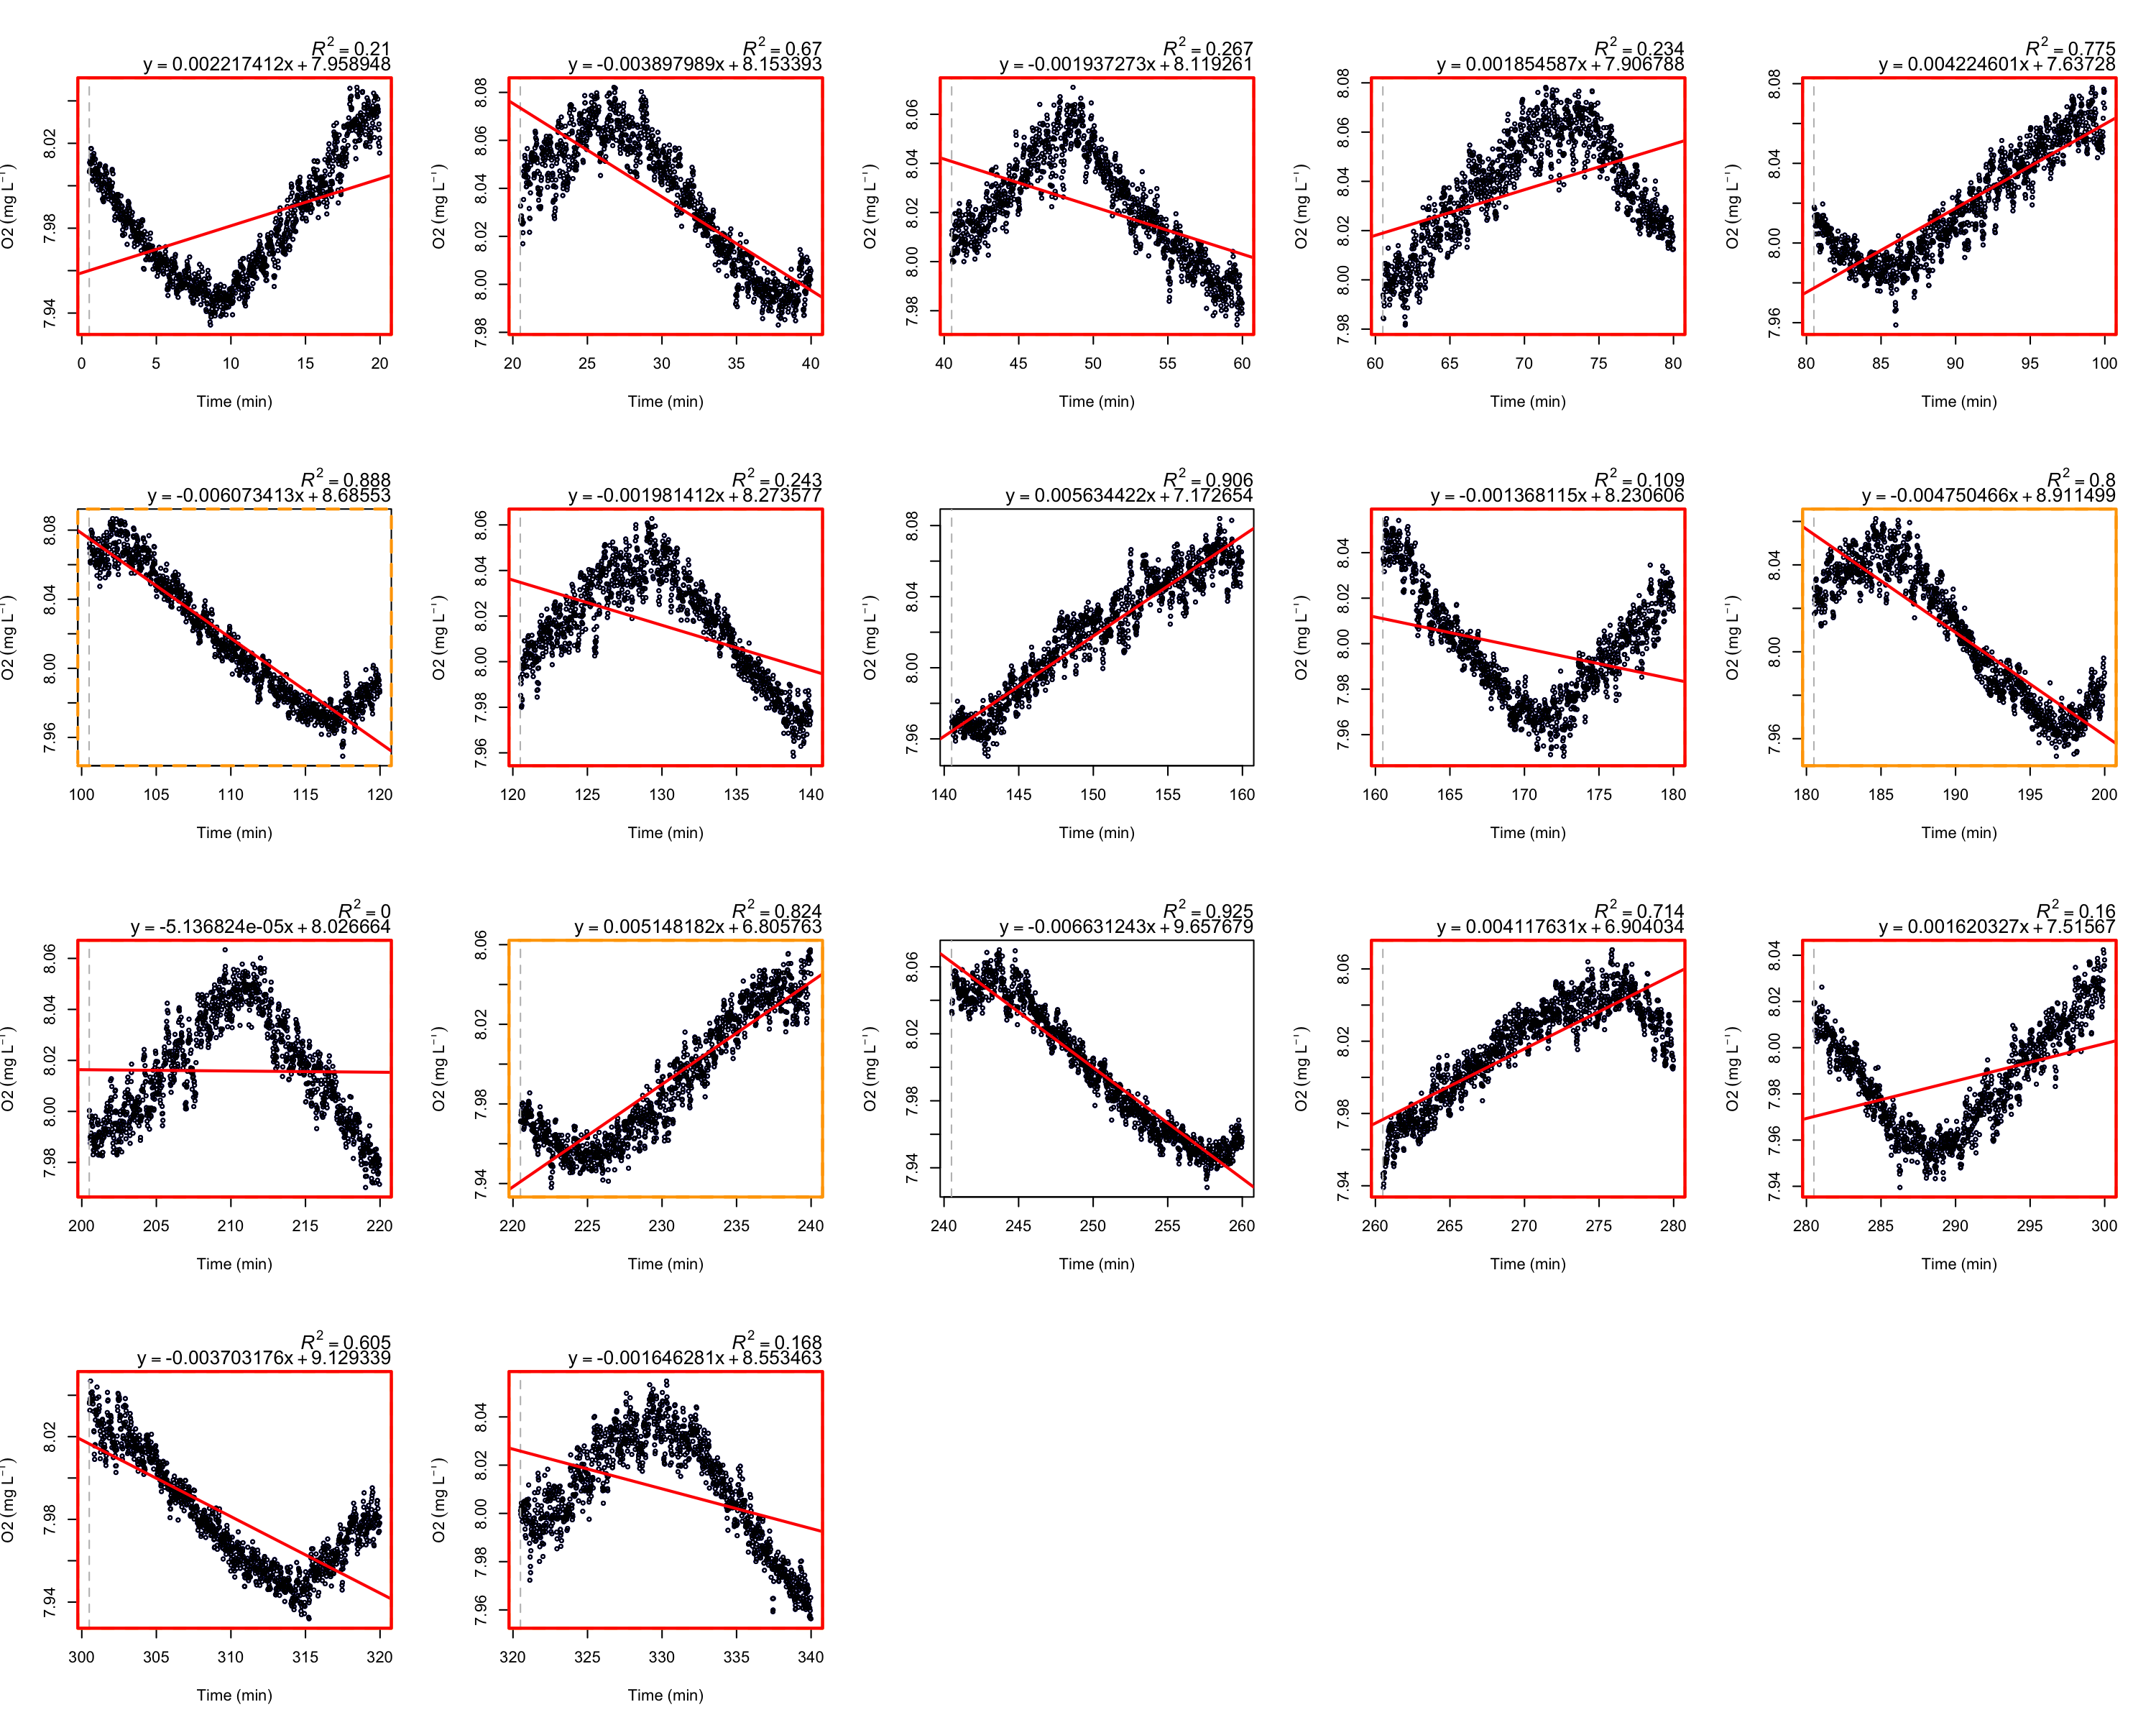 R² = 0.21
y = 0.002217412x + 7.958948
O2 (mg L⁻¹)
7.94 7.98 8.02
0 5 10 15 20
Time (min)
R² = 0.67
y = -0.003897989x + 8.153393
O2 (mg L⁻¹)
7.98 8.00 8.02 8.04 8.06 8.08
20 25 30 35 40
Time (min)
R² = 0.267
y = -0.001937273x + 8.119261
O2 (mg L⁻¹)
7.98 8.00 8.02 8.04 8.06
40 45 50 55 60
Time (min)
R² = 0.234
y = 0.001854587x + 7.906788
O2 (mg L⁻¹)
7.98 8.00 8.02 8.04 8.06 8.08
60 65 70 75 80
Time (min)
R² = 0.775
y = 0.004224601x + 7.63728
O2 (mg L⁻¹)
7.96 8.00 8.04 8.08
80 85 90 95 100
Time (min)
R² = 0.888
y = -0.006073413x + 8.68553
O2 (mg L⁻¹)
7.96 8.00 8.04 8.08
100 105 110 115 120
Time (min)
R² = 0.243
y = -0.001981412x + 8.273577
O2 (mg L⁻¹)
7.96 7.98 8.00 8.02 8.04 8.06
120 125 130 135 140
Time (min)
R² = 0.906
y = 0.005634422x + 7.172654
O2 (mg L⁻¹)
7.96 8.00 8.04 8.08
140 145 150 155 160
Time (min)
R² = 0.109
y = -0.001368115x + 8.230606
O2 (mg L⁻¹)
7.96 7.98 8.00 8.02 8.04
160 165 170 175 180
Time (min)
R² = 0.8
y = -0.004750466x + 8.911499
O2 (mg L⁻¹)
7.96 8.00 8.04
180 185 190 195 200
Time (min)
R² = 0
y = -5.136824e-05x + 8.026664
O2 (mg L⁻¹)
7.98 8.00 8.02 8.04 8.06
200 205 210 215 220
Time (min)
R² = 0.824
y = 0.005148182x + 6.805763
O2 (mg L⁻¹)
7.94 7.98 8.02 8.06
220 225 230 235 240
Time (min)
R² = 0.925
y = -0.006631243x + 9.657679
O2 (mg L⁻¹)
7.94 7.98 8.02 8.06
240 245 250 255 260
Time (min)
R² = 0.714
y = 0.004117631x + 6.904034
O2 (mg L⁻¹)
7.94 7.98 8.02 8.06
260 265 270 275 280
Time (min)
R² = 0.16
y = 0.001620327x + 7.51567
O2 (mg L⁻¹)
7.94 7.96 7.98 8.00 8.02 8.04
280 285 290 295 300
Time (min)
R² = 0.605
y = -0.003703176x + 9.129339
O2 (mg L⁻¹)
7.94 7.98 8.02
300 305 310 315 320
Time (min)
R² = 0.168
y = -0.001646281x + 8.553463
O2 (mg L⁻¹)
7.96 7.98 8.00 8.02 8.04
320 325 330 335 340
Time (min)